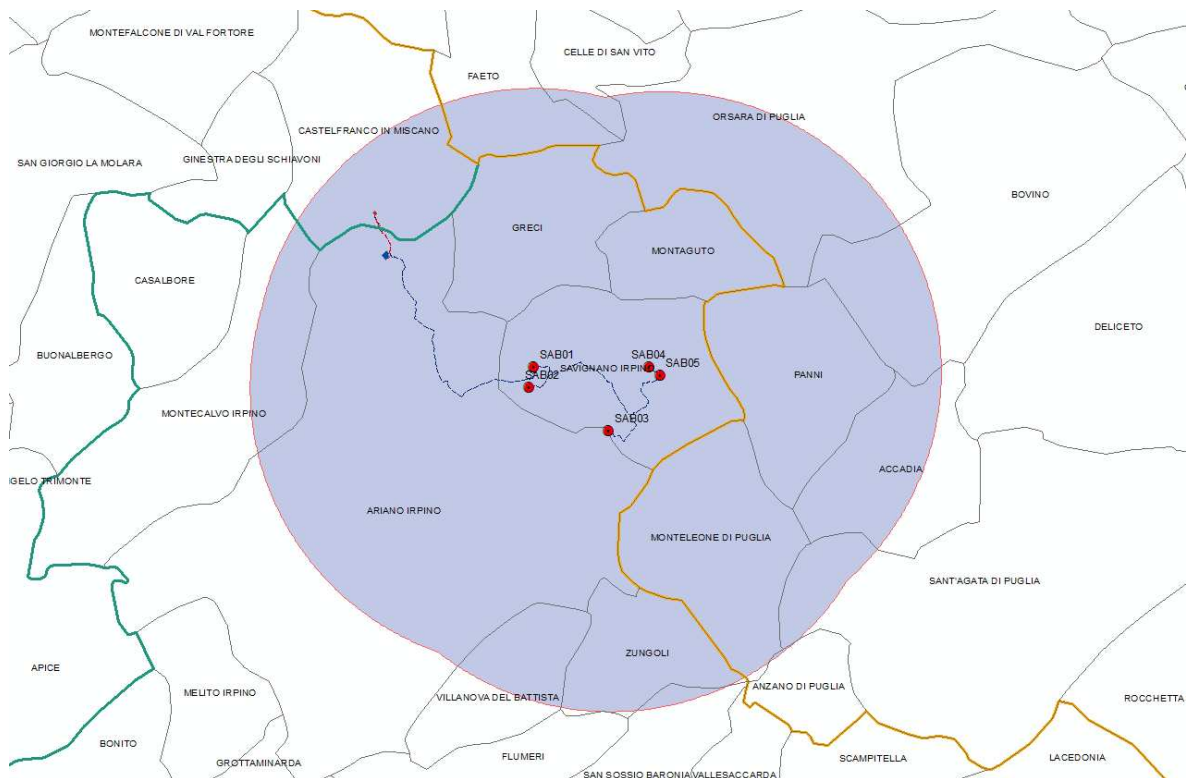 MONTEFALCONE DI VAL FORTORE
CELLE DI SAN VITO
FAETO
ORSARA DI PUGLIA
CASTELFRANCO IN MISCANO
SAN GIORGIO LA MOLARA
GINESTRA DEGLI SCHIAVONI
BOVINO
GRECI
MONTAGUTO
CASALBORE
DELICETO
BUONALBERGO
SAB01
SAB04
SAVIGNANO IRPINO
SAB05
SAB02
PANNI
MONTECALVO IRPINO
SAB03
ACCADIA
NGELO TRIMONTE
ARIANO IRPINO
MONTELEONE DI PUGLIA
SANT'AGATA DI PUGLIA
ZUNGOLI
APICE
MELITO IRPINO
VILLANOVA DEL BATTISTA
ANZANO DI PUGLIA
ROCCHETTA
BONITO
FLUMERI
SCAMPITELLA
LACEDONIA
GROTTAMINARDA
SAN SOSSIO BARONIA
VALLESACCARDA